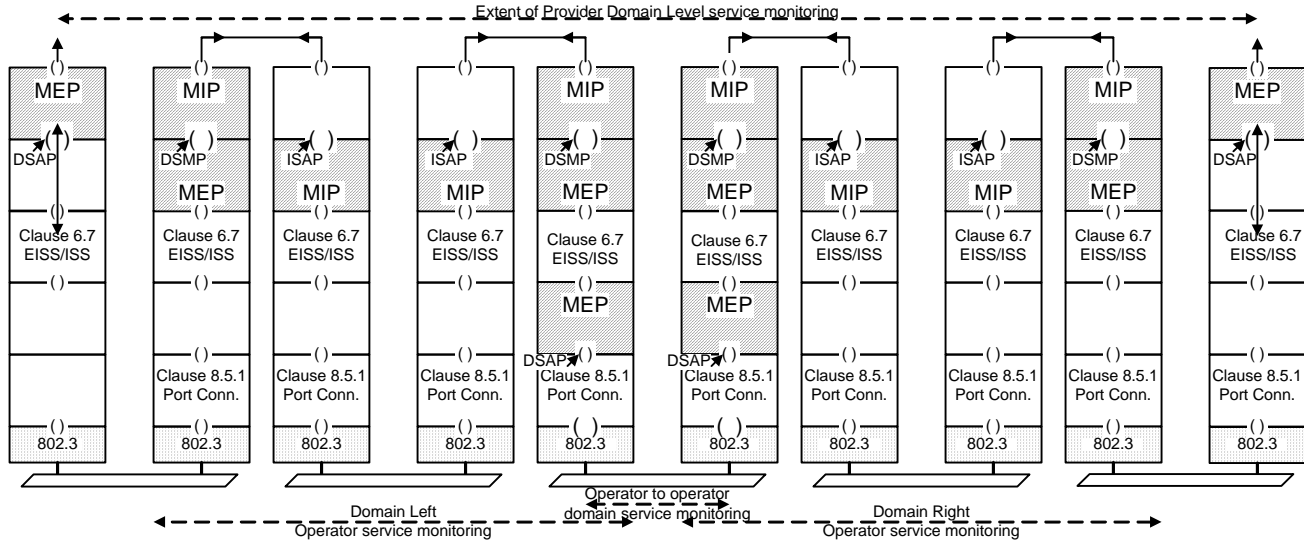 Extent of Provider Domain Level service monitoring
MEP MIP MIP MIP MIP MEP
DSAP DSMP ISAP ISAP DSMP DSMP ISAP ISAP DSMP DSAP
MEP MIP MIP MEP MEP MIP MIP MEP
Clause 6.7 Clause 6.7 Clause 6.7 Clause 6.7 Clause 6.7 Clause 6.7 Clause 6.7 Clause 6.7 Clause 6.7 Clause 6.7
EISS/ISS EISS/ISS EISS/ISS EISS/ISS EISS/ISS EISS/ISS EISS/ISS EISS/ISS EISS/ISS EISS/ISS
MEP MEP
DSAP DSAP
Clause 8.5.1 Clause 8.5.1 Clause 8.5.1 Clause 8.5.1 Clause 8.5.1 Clause 8.5.1 Clause 8.5.1 Clause 8.5.1 Clause 8.5.1
Port Conn. Port Conn. Port Conn. Port Conn. Port Conn. Port Conn. Port Conn. Port Conn. Port Conn.
802.3 802.3 802.3 802.3 802.3 802.3 802.3 802.3 802.3 802.3
Operator to operator
domain service monitoring
Domain Left
Operator service monitoring
Domain Right
Operator service monitoring